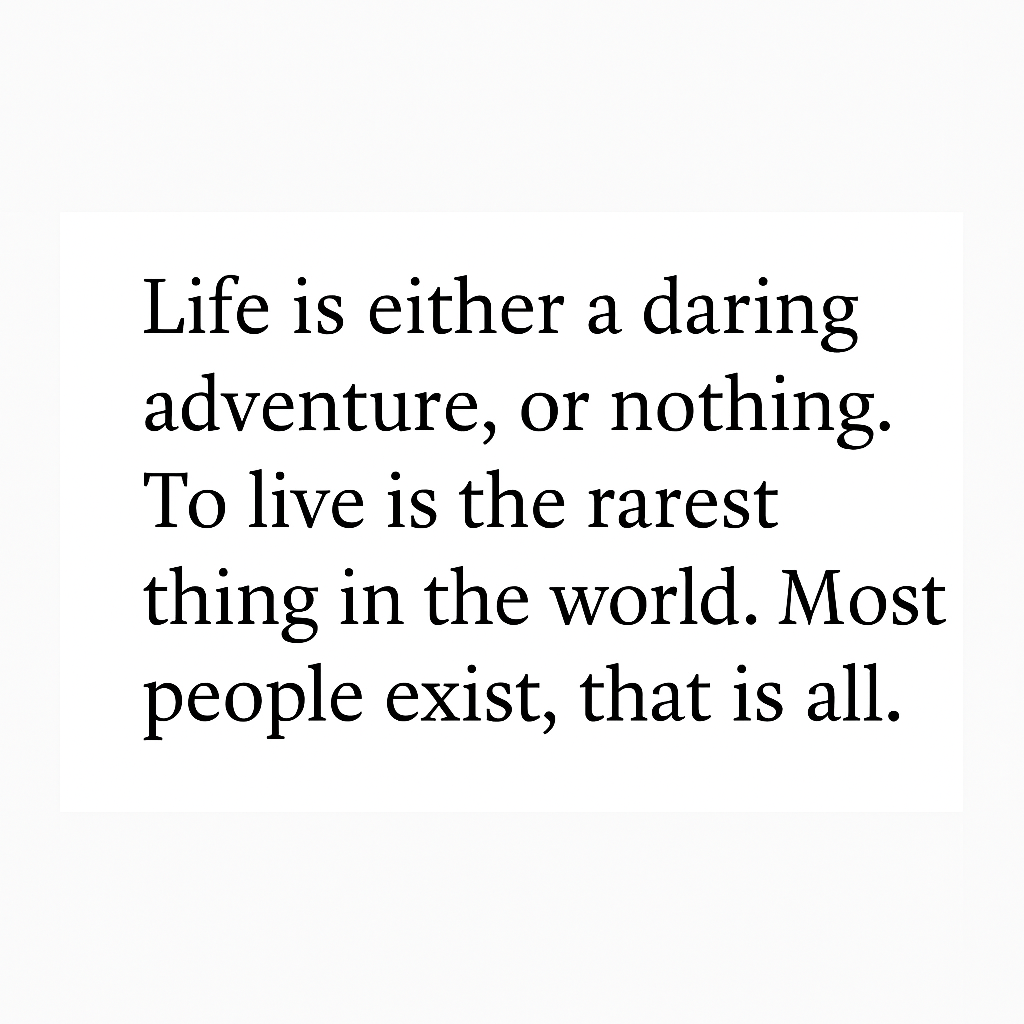 Life is either a daring
adventure, or nothing.
To live is the rarest
thing in the world. Most
people exist, that is all.